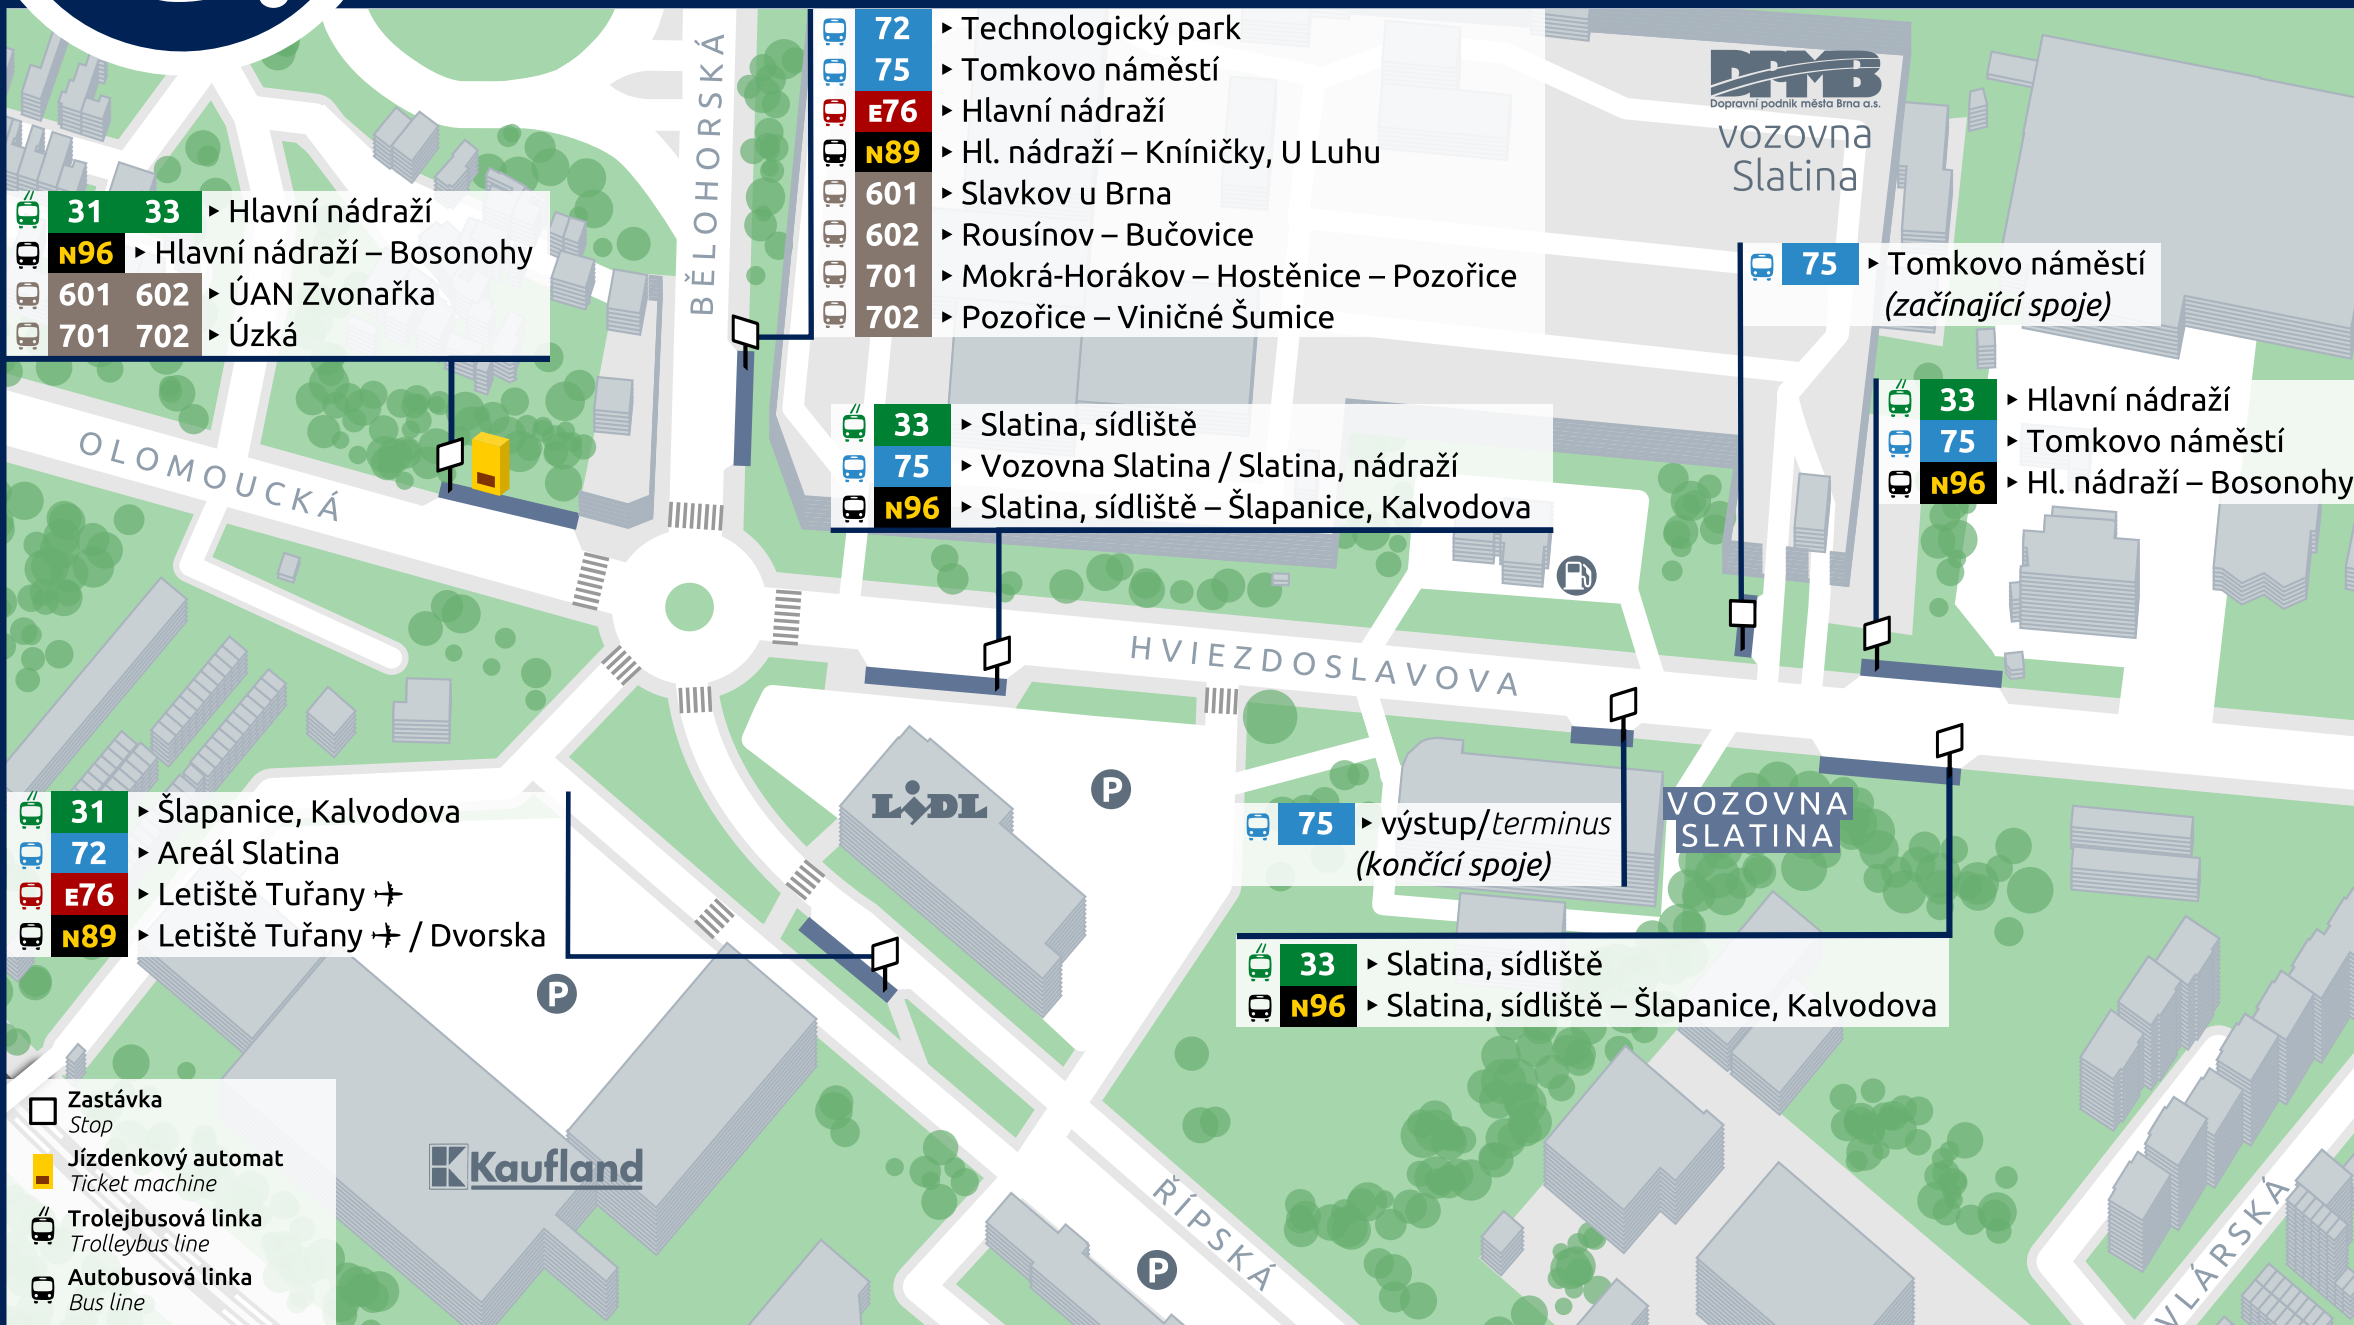 BĚLOHORSKÁ
72 ▸ Technologický park
75 ▸ Tomkovo náměstí
E76 ▸ Hlavní nádraží
N89 ▸ Hl. nádraží – Kníničky, U Luhu
601 ▸ Slavkov u Brna
602 ▸ Rousínov – Bučovice
701 ▸ Mokrá-Horákov – Hostěnice – Pozořice
702 ▸ Pozořice – Viničné Šumice
DPMB
Dopravní podnik města Brna a.s.
vozovna
Slatina
31 33 ▸ Hlavní nádraží
N96 ▸ Hlavní nádraží – Bosonohy
601 602 ▸ ÚAN Zvonařka
701 702 ▸ Úzká
75 ▸ Tomkovo náměstí
(začínající spoje)
33 ▸ Hlavní nádraží
75 ▸ Tomkovo náměstí
N96 ▸ Hl. nádraží – Bosonohy
33 ▸ Slatina, sídliště
75 ▸ Vozovna Slatina / Slatina, nádraží
N96 ▸ Slatina, sídliště – Šlapanice, Kalvodova
OLOMOUCKÁ
HVIEZDOSLAVOVA
LIDL
P
31 ▸ Šlapanice, Kalvodova
72 ▸ Areál Slatina
E76 ▸ Letiště Tuřany
N89 ▸ Letiště Tuřany / Dvorska
75 ▸ výstup/terminus
(končící spoje)
VOZOVNA
SLATINA
33 ▸ Slatina, sídliště
N96 ▸ Slatina, sídliště – Šlapanice, Kalvodova
P
Kaufland
ŘÍPSKÁ
P
VLÁRSKÁ
Zastávka
Stop
Jízdenkový automat
Ticket machine
Trolejbusová linka
Trolleybus line
Autobusová linka
Bus line